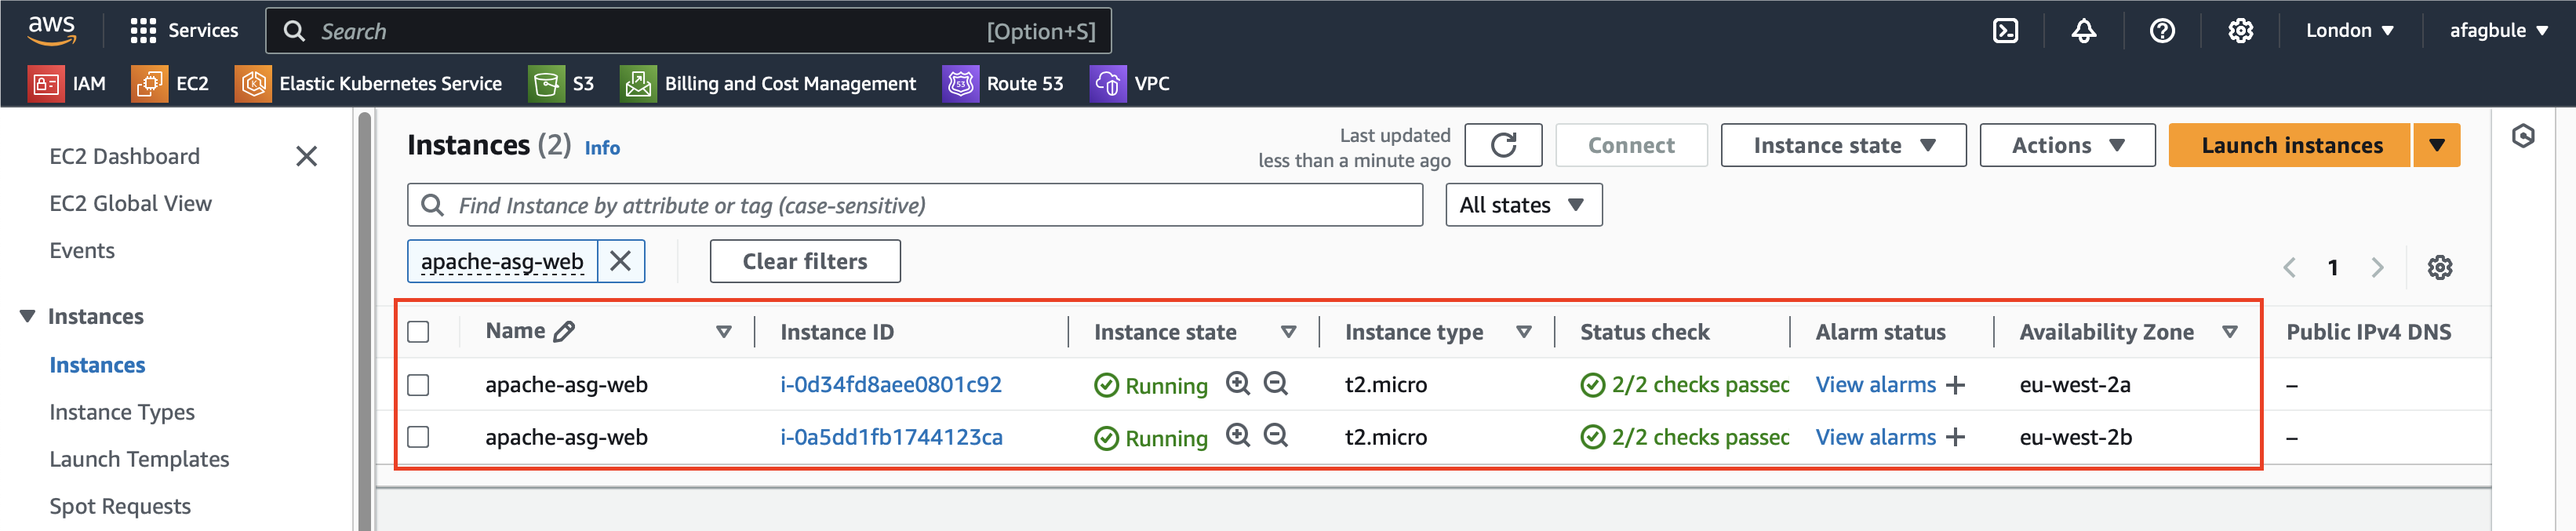 aws
Services
Search [Option+S]
London
afagbule
IAM
EC2
Elastic Kubernetes Service
S3
Billing and Cost Management
53
Route 53
VPC
EC2 Dashboard
EC2 Global View
Events
Instances
Instances
Instance Types
Launch Templates
Spot Requests
Instances (2) Info
Last updated
less than a minute ago
Connect
Instance state
Actions
Launch instances
Find Instance by attribute or tag (case-sensitive)
All states
apache-asg-web
Clear filters
1
Name Instance ID Instance state Instance type Status check Alarm status Availability Zone Public IPv4 DNS
apache-asg-web i-0d34fd8aee0801c92 Running t2.micro 2/2 checks passec View alarms + eu-west-2a –
apache-asg-web i-0a5dd1fb1744123ca Running t2.micro 2/2 checks passec View alarms + eu-west-2b –